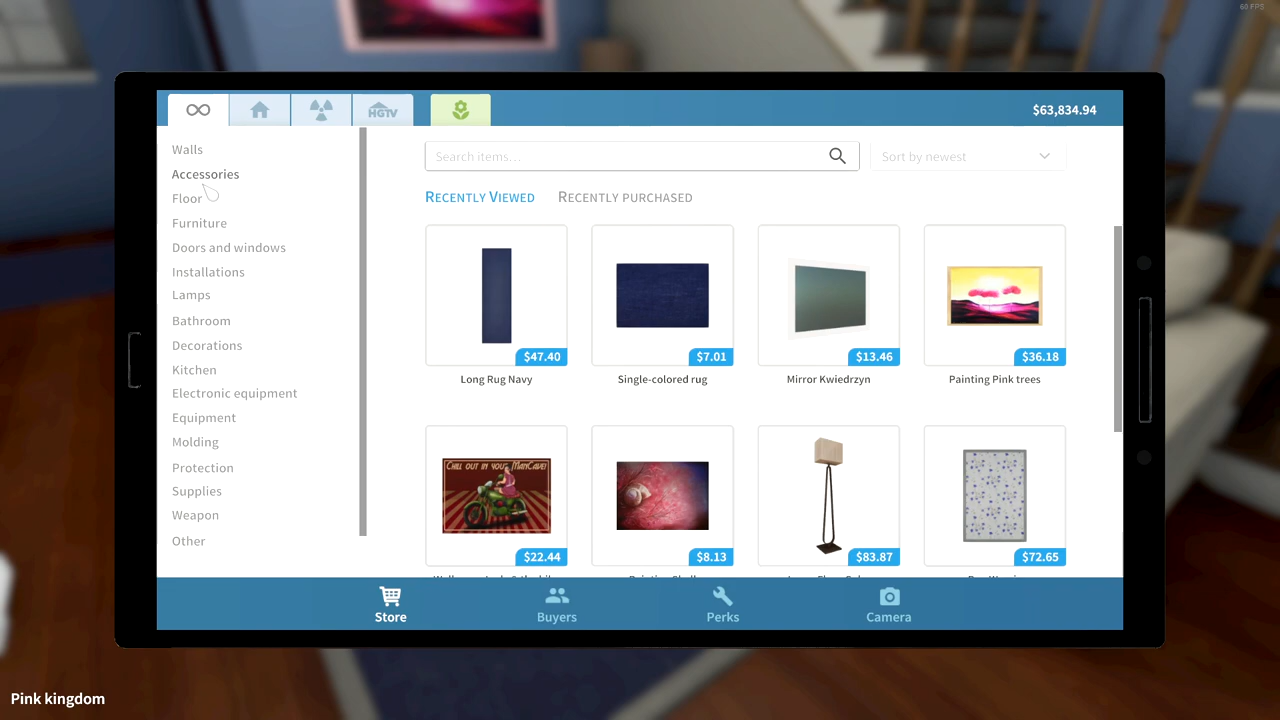 60 FPS
HGTV
$63,834.94
Walls
Accessories
Floor
Furniture
Doors and windows
Installations
Lamps
Bathroom
Decorations
Kitchen
Electronic equipment
Equipment
Molding
Protection
Supplies
Weapon
Other
Search items...
Sort by newest
RECENTLY VIEWED
RECENTLY PURCHASED
$47.40
$7.01
$13.46
$36.18
Long Rug Navy
Single-colored rug
Mirror Kwiedrzyn
Painting Pink trees
CHILL OUT IN YOUR MANCAVE!
$22.44
$8.13
$83.87
$72.65
Store
Buyers
Perks
Camera
Pink kingdom